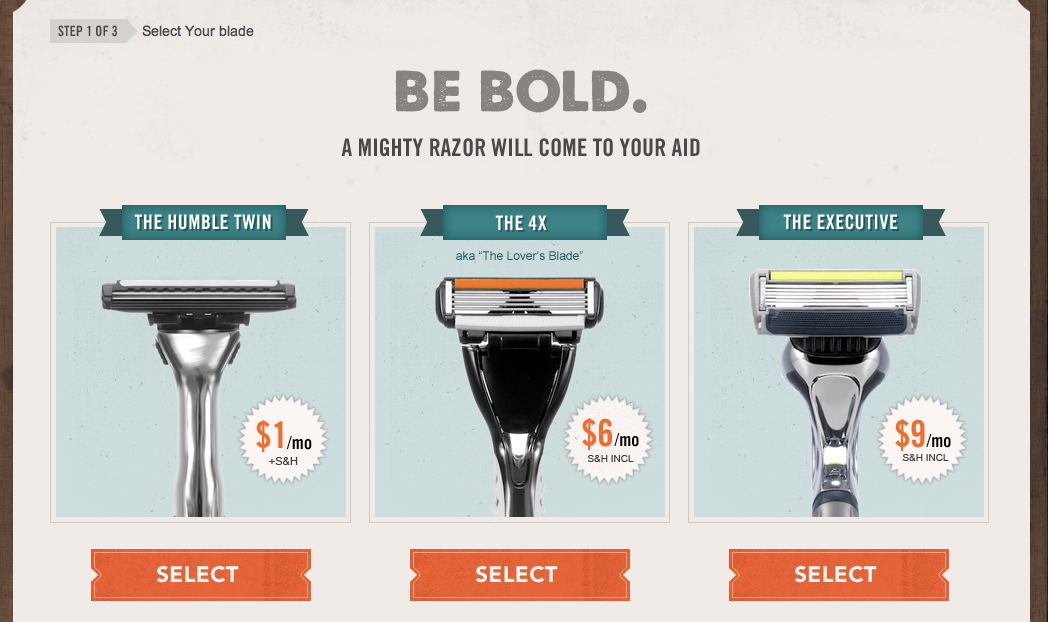 STEP 1 OF 3 Select Your blade
BE BOLD.
A MIGHTY RAZOR WILL COME TO YOUR AID
THE HUMBLE TWIN
THE 4X
THE EXECUTIVE
aka “The Lover's Blade”
$1/mo
+S&H
$6/mo
S&H INCL
$9/mo
S&H INCL
SELECT
SELECT
SELECT